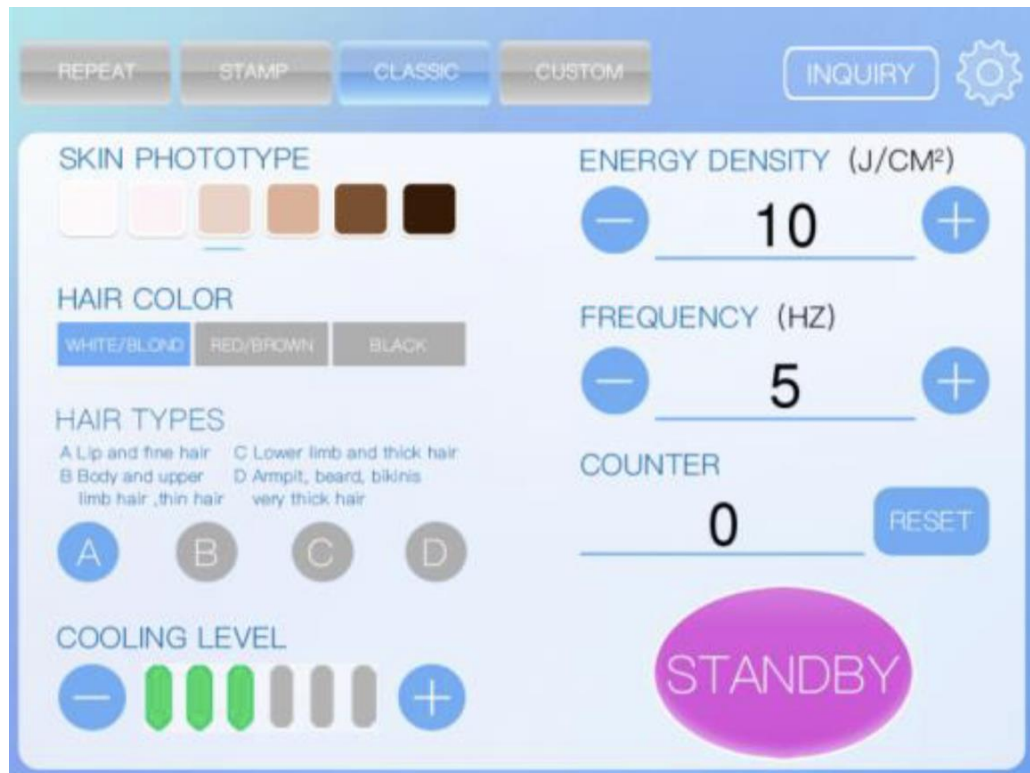 REPEAT STAMP CLASSIC CUSTOM INQUIRY
SKIN PHOTOTYPE
HAIR COLOR
WHITE/BLOND RED/BROWN BLACK
HAIR TYPES
A Lip and fine hair C Lower limb and thick hair
B Body and upper D Armpit, beard, bikinis
limb hair ,thin hair very thick hair
A B C D
COOLING LEVEL
ENERGY DENSITY (J/CM²)
10
FREQUENCY (HZ)
5
COUNTER
0 RESET
STANDBY